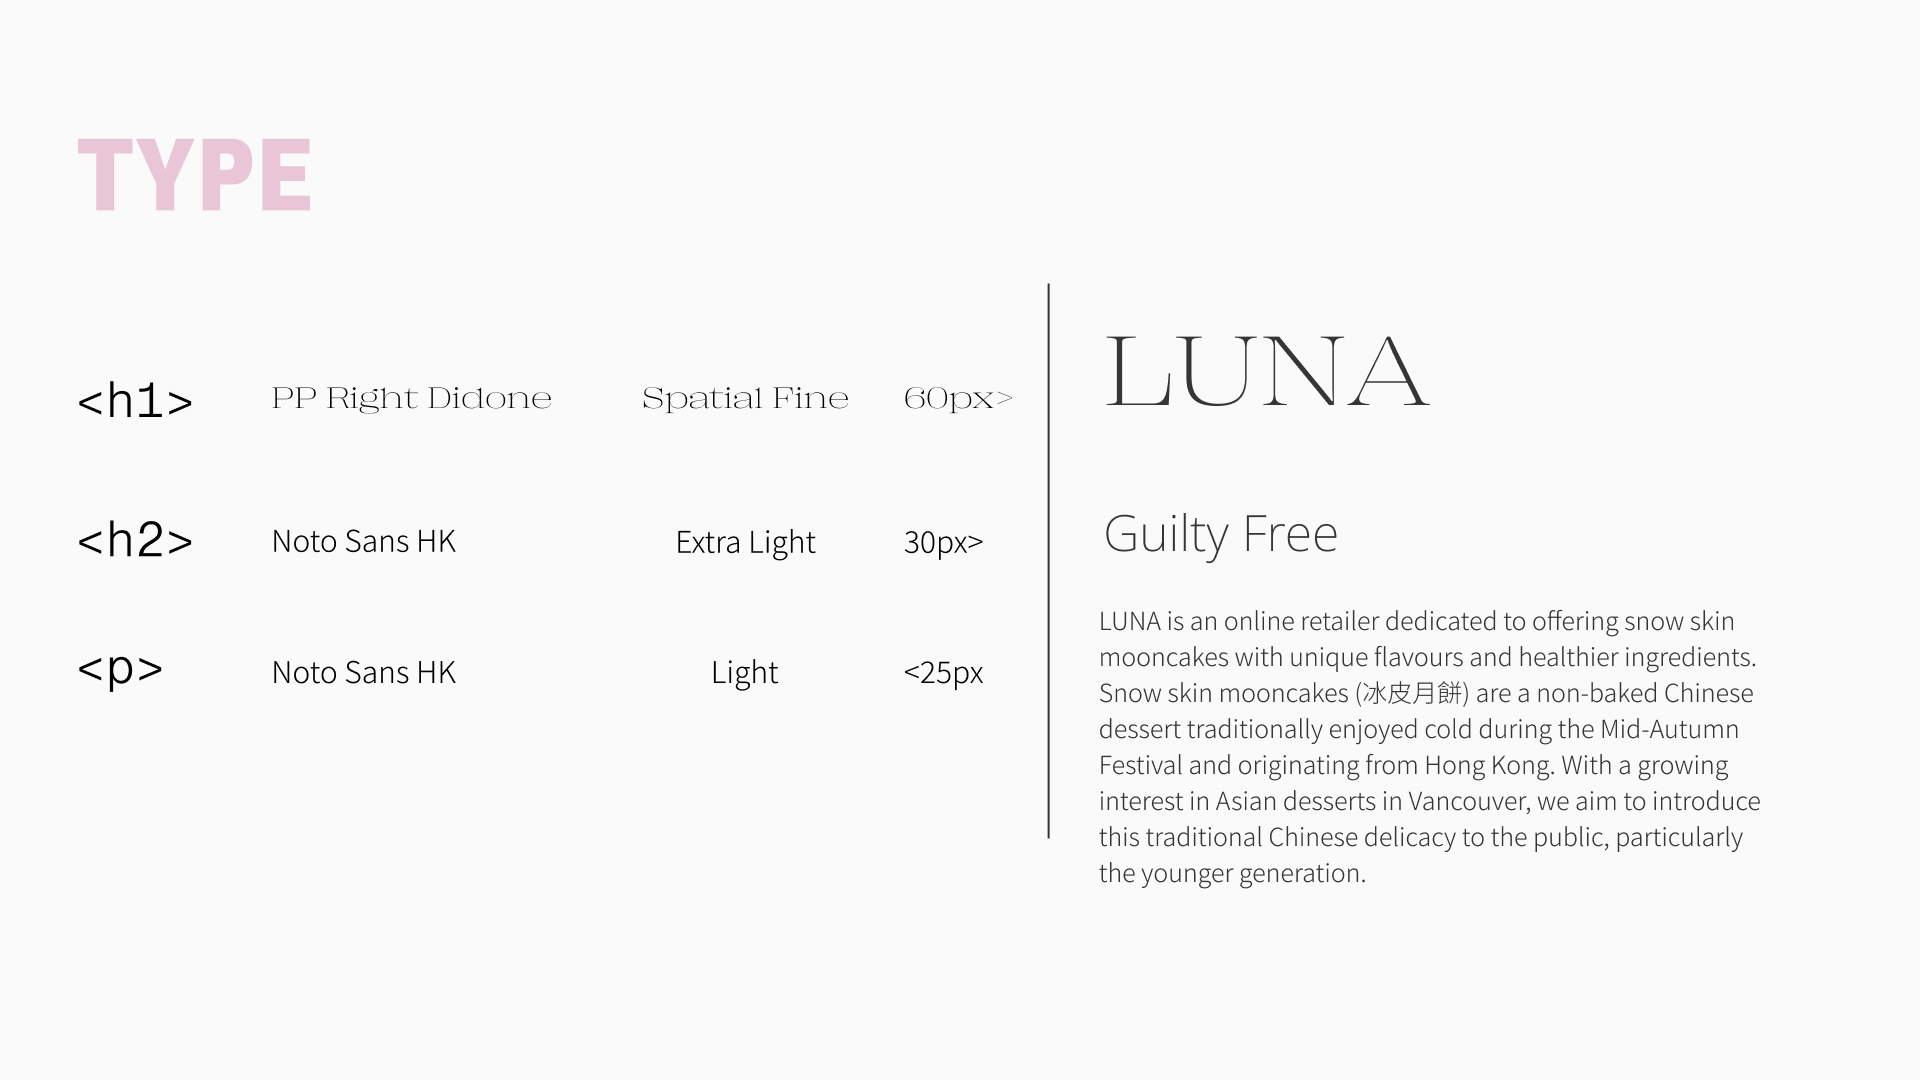 TYPE
<h1> PP Right Didone Spatial Fine 60px>
<h2> Noto Sans HK Extra Light 30px>
<p> Noto Sans HK Light <25px
LUNA
Guilty Free
LUNA is an online retailer dedicated to offering snow skin
mooncakes with unique flavours and healthier ingredients.
Snow skin mooncakes (冰皮月餅) are a non-baked Chinese
dessert traditionally enjoyed cold during the Mid-Autumn
Festival and originating from Hong Kong. With a growing
interest in Asian desserts in Vancouver, we aim to introduce
this traditional Chinese delicacy to the public, particularly
the younger generation.